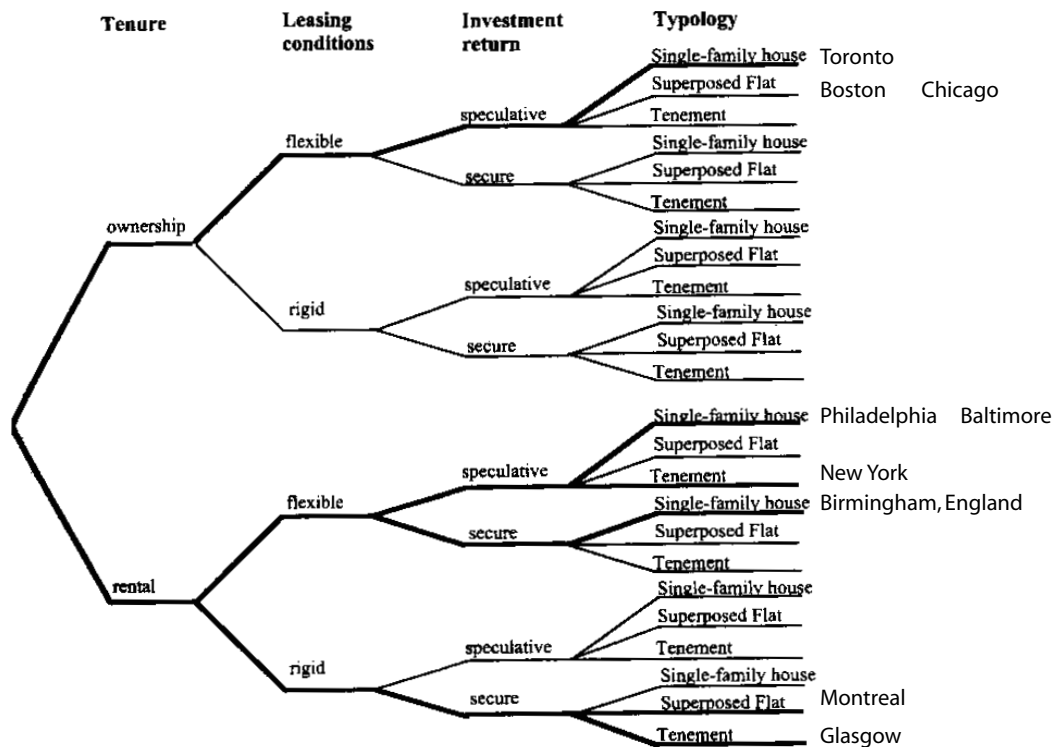 Tenure Leasing conditions Investment return Typology
Single-family house Toronto
Superposed Flat Boston Chicago
speculative
Tenement
flexible
Single-family house
secure
Superposed Flat
Tenement
ownership
Single-family house
Superposed Flat
speculative
Tenement
rigid
Single-family house
secure
Superposed Flat
Tenement
Single-family house Philadelphia Baltimore
Superposed Flat
speculative
Tenement New York
flexible
Single-family house Birmingham, England
secure
Superposed Flat
Tenement
rental
Single-family house
Superposed Flat
speculative
Tenement
rigid
Single-family house
secure
Superposed Flat Montreal
Tenement Glasgow